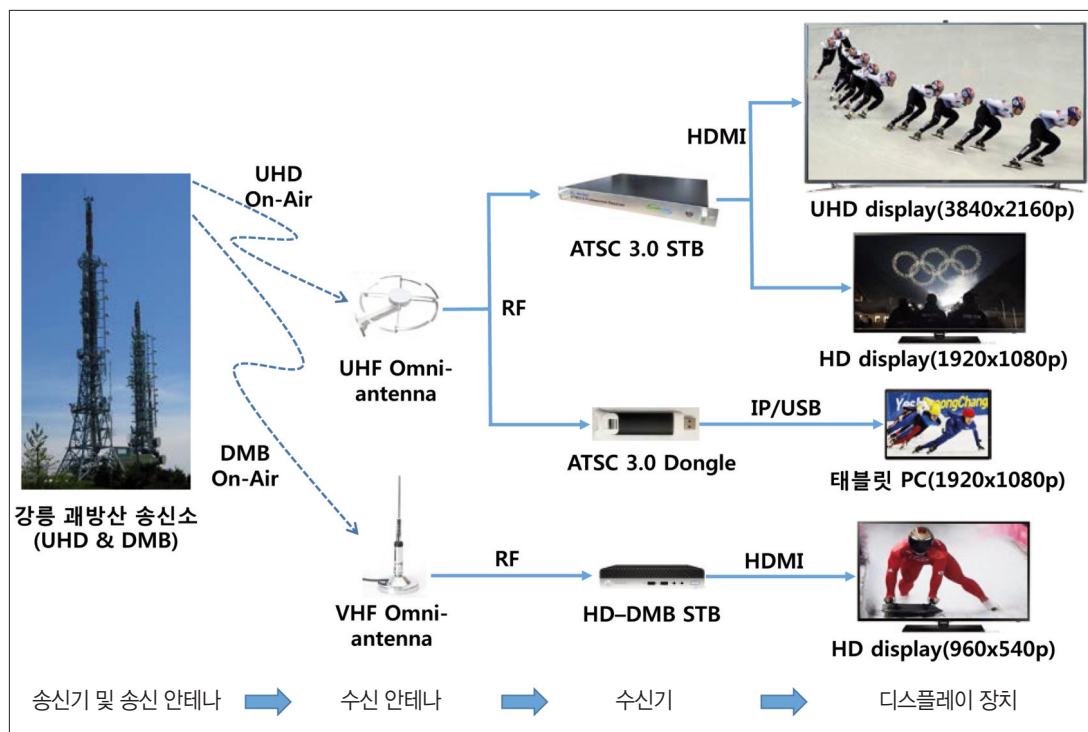 UHD
On-Air
HDMI
UHD display(3840x2160p)
ATSC 3.0 STB
RF
UHF Omni-
antenna
HD display(1920x1080p)
IP/USB
ATSC 3.0 Dongle
태블릿 PC(1920x1080p)
DMB
On-Air
강릉 괘방산 송신소
(UHD & DMB)
RF
HDMI
VHF Omni-
antenna
HD–DMB STB
HD display(960x540p)
송신기 및 송신 안테나
수신 안테나
수신기
디스플레이 장치